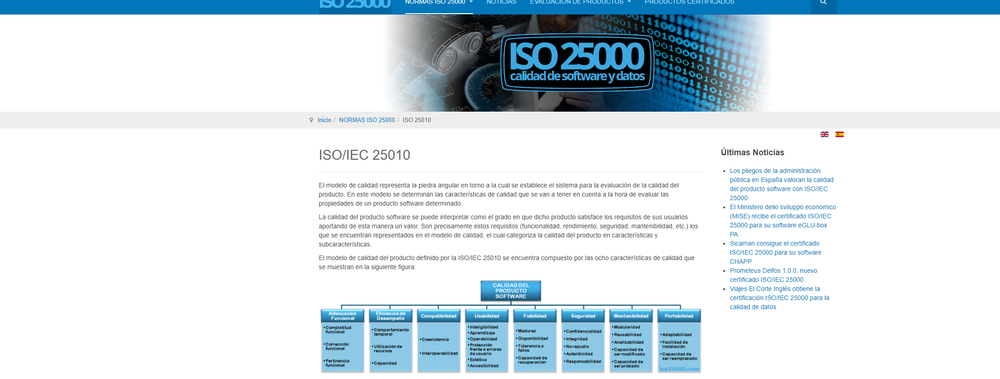 ISO 25000
NORMAS ISO 25000
NOTICIAS
EVALUACIÓN DE PRODUCTOS
PRODUCTOS CERTIFICADOS
ISO 25000
calidad de software y datos
Inicio / NORMAS ISO 25000 / ISO 25010
ISO/IEC 25010
El modelo de calidad representa la piedra angular en torno a la cual se establece el sistema para la evaluación de la calidad del
producto. En este modelo se determinan las características de calidad que se van a tener en cuenta a la hora de evaluar las
propiedades de un producto software determinado.
La calidad del producto software se puede interpretar como el grado en que dicho producto satisface los requisitos de sus usuarios
aportando de esta manera un valor. Son precisamente estos requisitos (funcionalidad, rendimiento, seguridad, mantenibilidad, etc.) los
que se encuentran representados en el modelo de calidad, el cual categoriza la calidad del producto en características y
subcaracterísticas.
El modelo de calidad del producto definido por la ISO/IEC 25010 se encuentra compuesto por las ocho características de calidad que
se muestran en la siguiente figura:
CALIDAD DEL
PRODUCTO
SOFTWARE
Adecuación
Funcional
• Completitud
funcional
• Corrección
funcional
• Pertinencia
funcional
Eficiencia de
Desempeño
• Comportamiento
temporal
• Utilización de
recursos
• Capacidad
Compatibilidad
• Coexistencia
• Interoperabilidad
Usabilidad
• Inteligibilidad
• Aprendizaje
• Operabilidad
• Protección
frente a errores
de usuario
• Estética
• Accesibilidad
Fiabilidad
• Madurez
• Disponibilidad
• Tolerancia a
fallos
• Capacidad de
recuperación
Seguridad
• Confidencialidad
• Integridad
• No repudio
• Autenticidad
• Responsabilidad
Mantenibilidad
• Modularidad
• Reusabilidad
• Analizabilidad
• Capacidad de
ser modificado
• Capacidad de
ser probado
Portabilidad
• Adaptabilidad
• Facilidad de
instalación
• Capacidad de
ser reemplazado
iso25000.com
Últimas Noticias
• Los pliegos de la administración
pública en España valoran la calidad
del producto software con ISO/IEC
25000
• El Ministero dello sviluppo economico
(MISE) recibe el certificado ISO/IEC
25000 para su software eGLU-box
PA
• Sicaman consigue el certificado
ISO/IEC 25000 para su software
CHAPP
• Prometeus Delfos 1.0.0, nuevo
certificado ISO/IEC 25000
• Viajes El Corte Inglés obtiene la
certificación ISO/IEC 25000 para la
calidad de datos